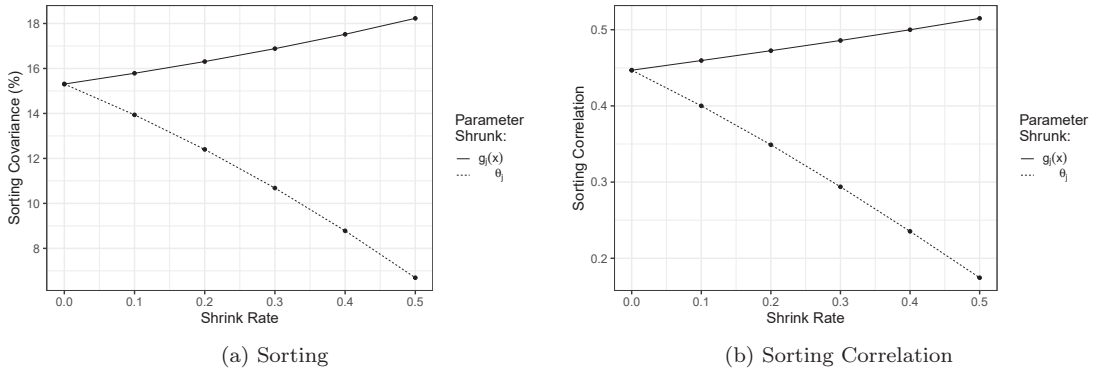 Sorting Covariance (%)
18
16
14
12
10
8
0.0 0.1 0.2 0.3 0.4 0.5
Shrink Rate
Parameter
Shrunk:
gj(x)
θj
(a) Sorting
Sorting Correlation
0.5
0.4
0.3
0.2
0.0 0.1 0.2 0.3 0.4 0.5
Shrink Rate
Parameter
Shrunk:
gj(x)
θj
(b) Sorting Correlation